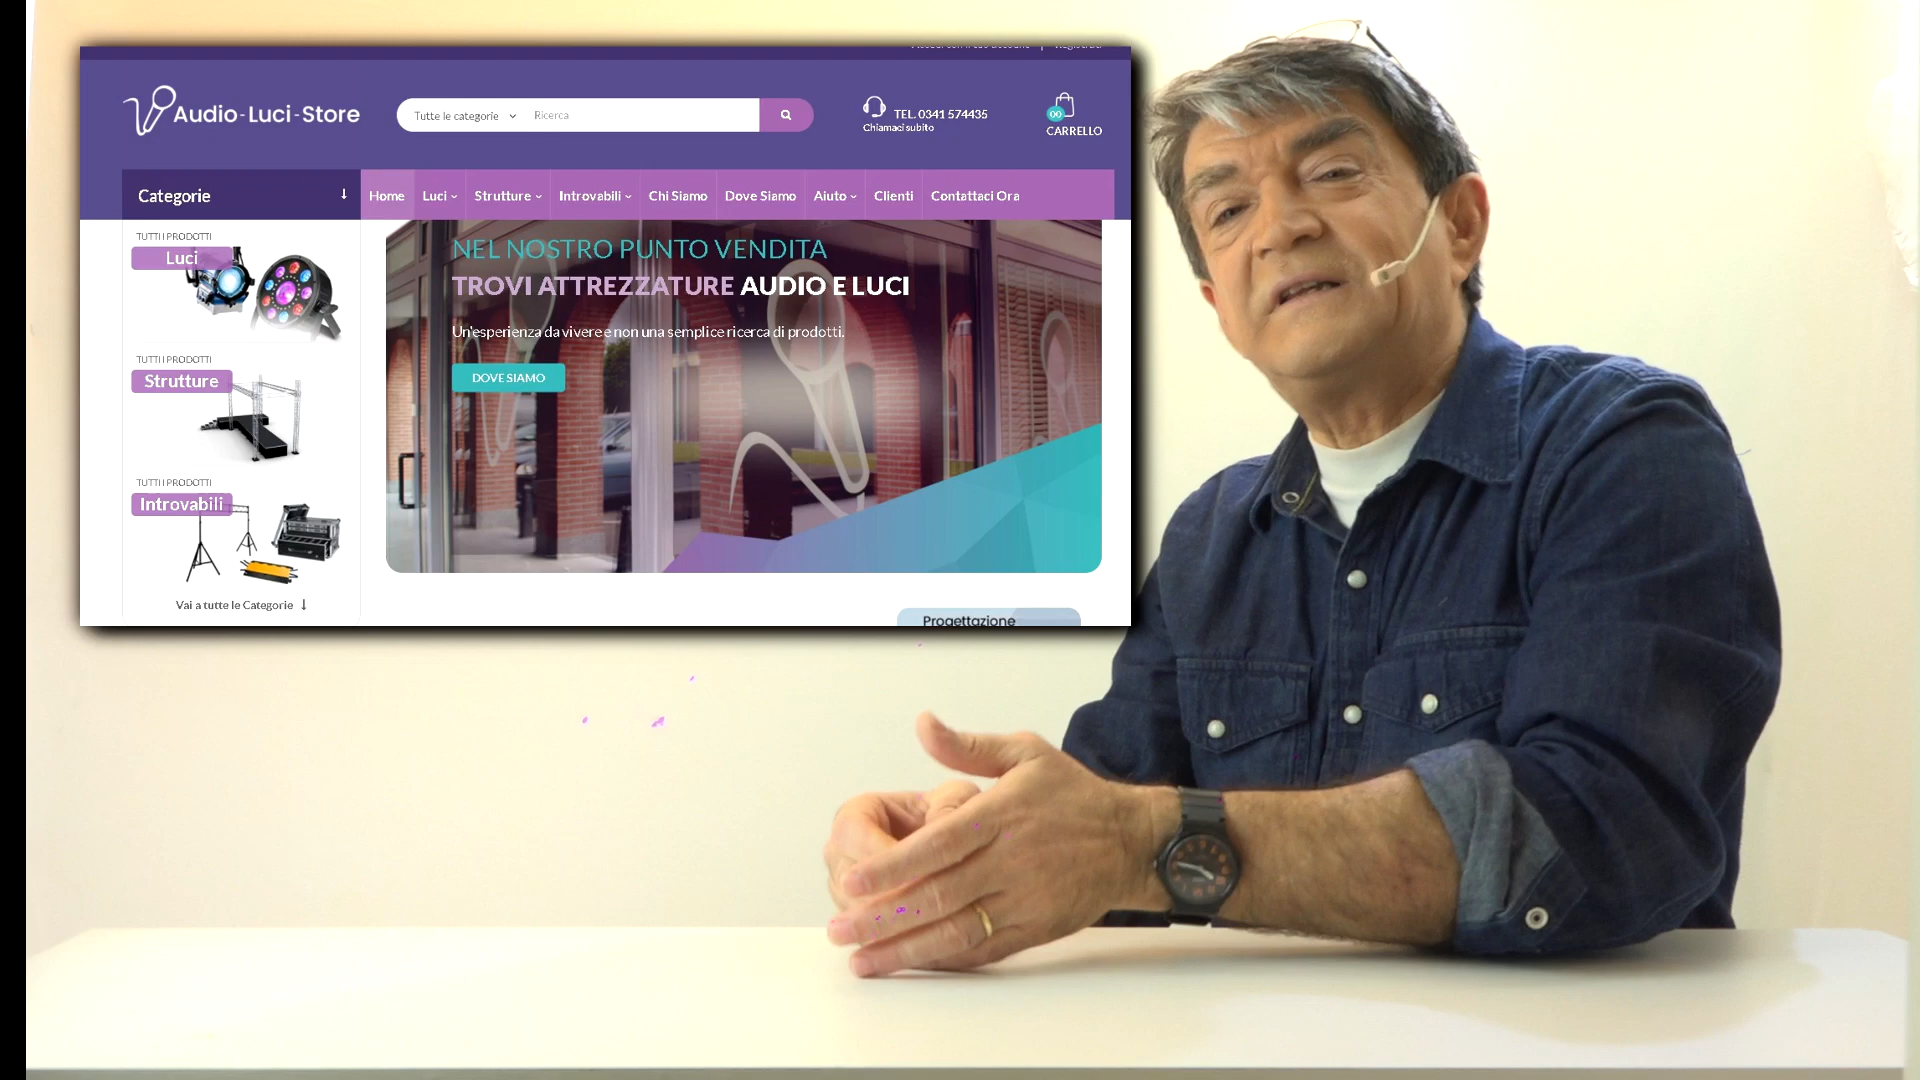 Audio-Luci-Store
Tutte le categorie
Ricerca
TEL. 0341 574435
Chiamaci subito
00
CARRELLO
Categorie
Home
Luci
Strutture
Introvabili
Chi Siamo
Dove Siamo
Aiuto
Clienti
Contattaci Ora
TUTTI I PRODOTTI
Luci
TUTTI I PRODOTTI
Strutture
TUTTI I PRODOTTI
Introvabili
Vai a tutte le Categorie
NEL NOSTRO PUNTO VENDITA
TROVI ATTREZZATURE AUDIO E LUCI
Un'esperienza da vivere e non una semplice ricerca di prodotti.
DOVE SIAMO
Progettazione